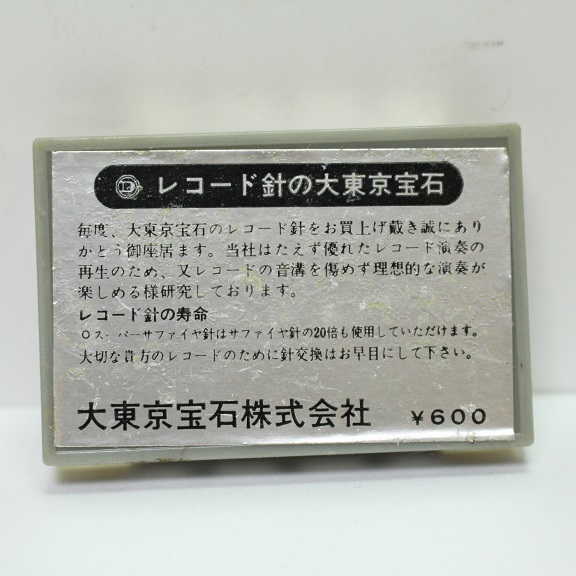 レコード針の大東京宝石
毎度、大東京宝石のレコード針をお買上げ戴き誠にあり
がとう御座居ます。当社はたえず優れたレコード演奏の
再生のため、又レコードの音溝を傷めず理想的な演奏が
楽しめる様研究しております。
レコード針の寿命
○スーパーサファイヤ針はサファイヤ針の20倍も使用していただけます。
大切な貴方のレコードのために針交換はお早目にして下さい。
大東京宝石株式会社 ¥600